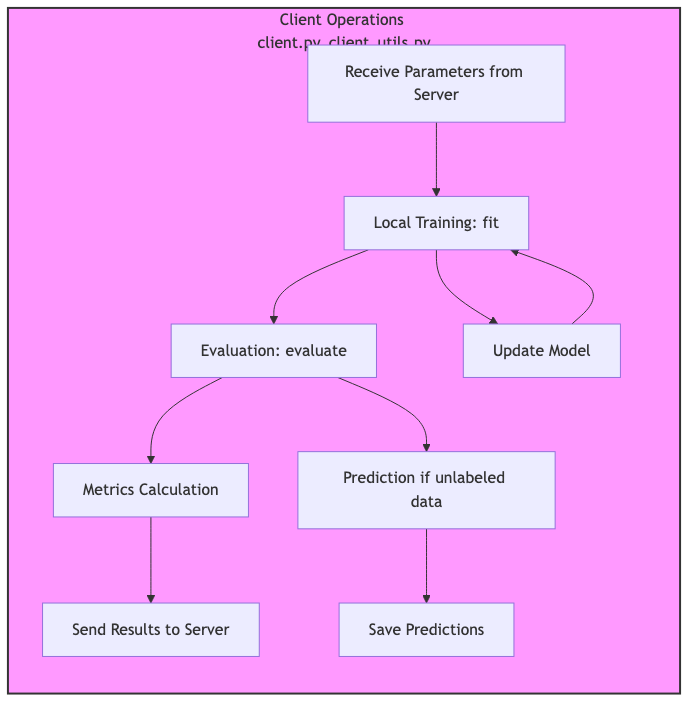 Client Operations
client.py, client_utils.py
Receive Parameters from
Server
Local Training: fit
Evaluation: evaluate
Update Model
Metrics Calculation
Prediction if unlabeled
data
Send Results to Server
Save Predictions